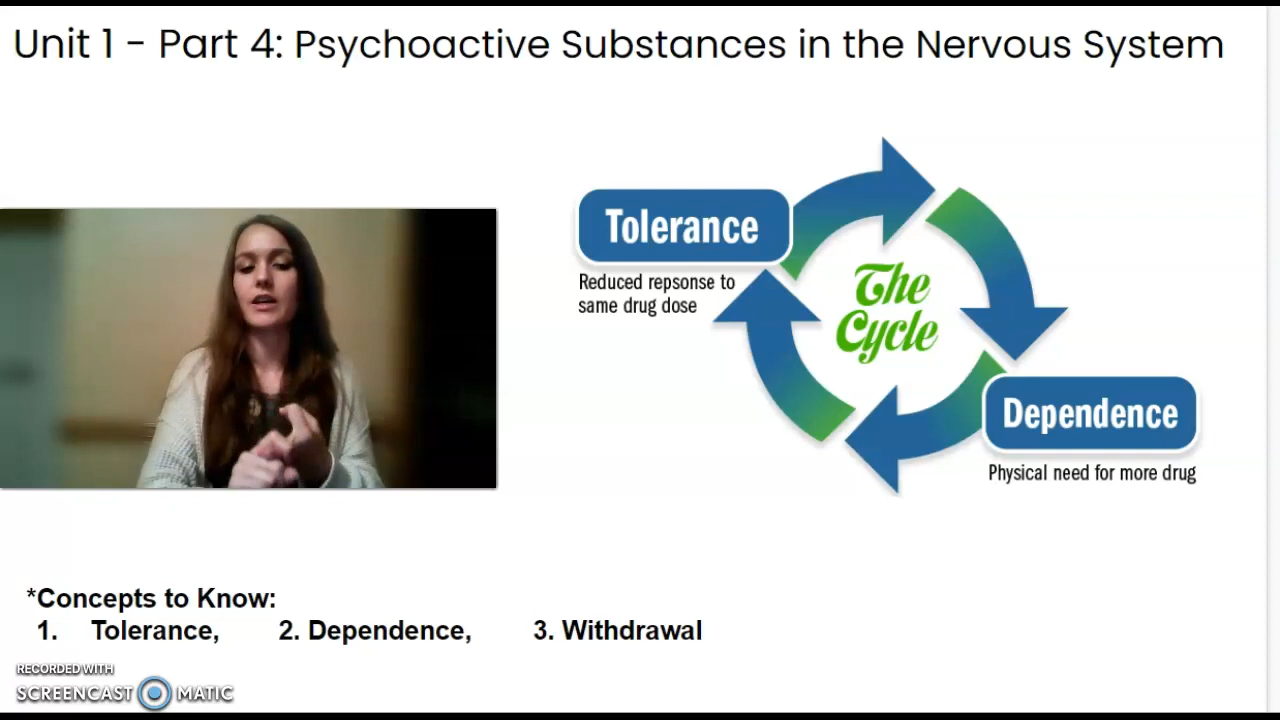 Unit 1 - Part 4: Psychoactive Substances in the Nervous System
Tolerance
Reduced repsonse to
same drug dose
The
Cycle
Dependence
Physical need for more drug
*Concepts to Know:
1. Tolerance, 2. Dependence, 3. Withdrawal
RECORDED WITH
SCREENCAST MATIC